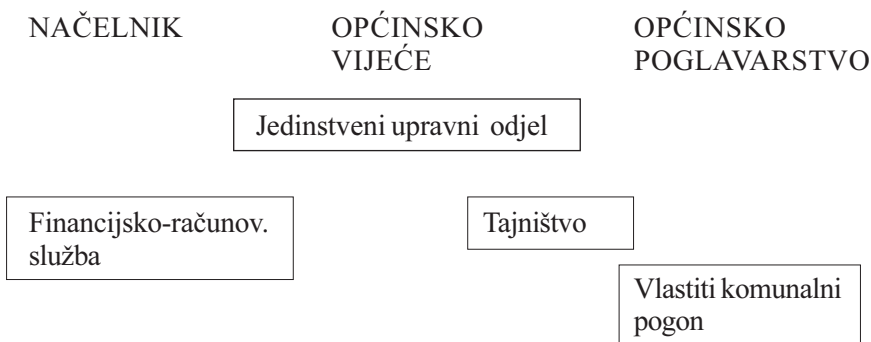 NAČELNIK
OPĆINSKO
VIJEĆE
OPĆINSKO
POGLAVARSTVO
Jedinstveni upravni odjel
Financijsko-računov.
služba
Tajništvo
Vlastiti komunalni
pogon